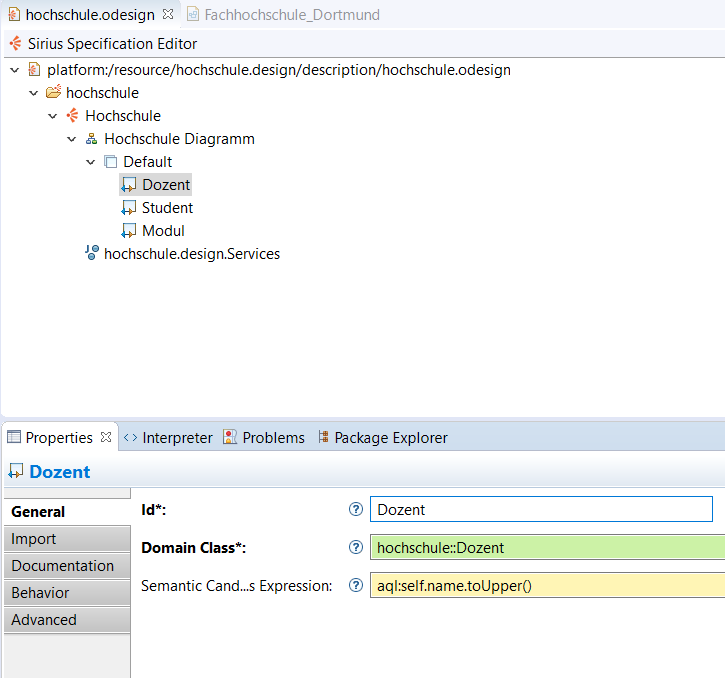 hochschule.odesign Fachhochschule_Dortmund
Sirius Specification Editor
platform:/resource/hochschule.design/description/hochschule.odesign
hochschule
Hochschule
Hochschule Diagramm
Default
Dozent
Student
Modul
hochschule.design.Services
Properties Interpreter Problems Package Explorer
Dozent
General
Import
Documentation
Behavior
Advanced
Id*: ? Dozent
Domain Class*: ? hochschule::Dozent
Semantic Cand...s Expression: ? aql:self.name.toUpper()